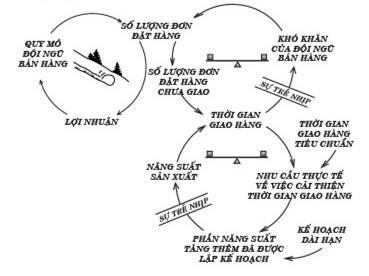 SỐ LƯỢNG ĐƠN
ĐẶT HÀNG
KHÓ KHĂN
CỦA ĐỘI NGŨ
BÁN HÀNG
QUY MÔ
ĐỘI NGŨ
BÁN HÀNG
SỐ LƯỢNG ĐƠN
ĐẶT HÀNG
CHƯA GIAO
SỰ TRỄ NHỊP
LỢI NHUẬN
THỜI GIAN
GIAO HÀNG
THỜI GIAN
GIAO HÀNG
TIÊU CHUẨN
NĂNG SUẤT
SẢN XUẤT
NHU CẦU THỰC TẾ
VỀ VIỆC CẢI THIỆN
THỜI GIAN GIAO HÀNG
SỰ TRỄ NHỊP
PHẦN NĂNG SUẤT
TĂNG THÊM ĐÃ ĐƯỢC
LẬP KẾ HOẠCH
KẾ HOẠCH
DÀI HẠN